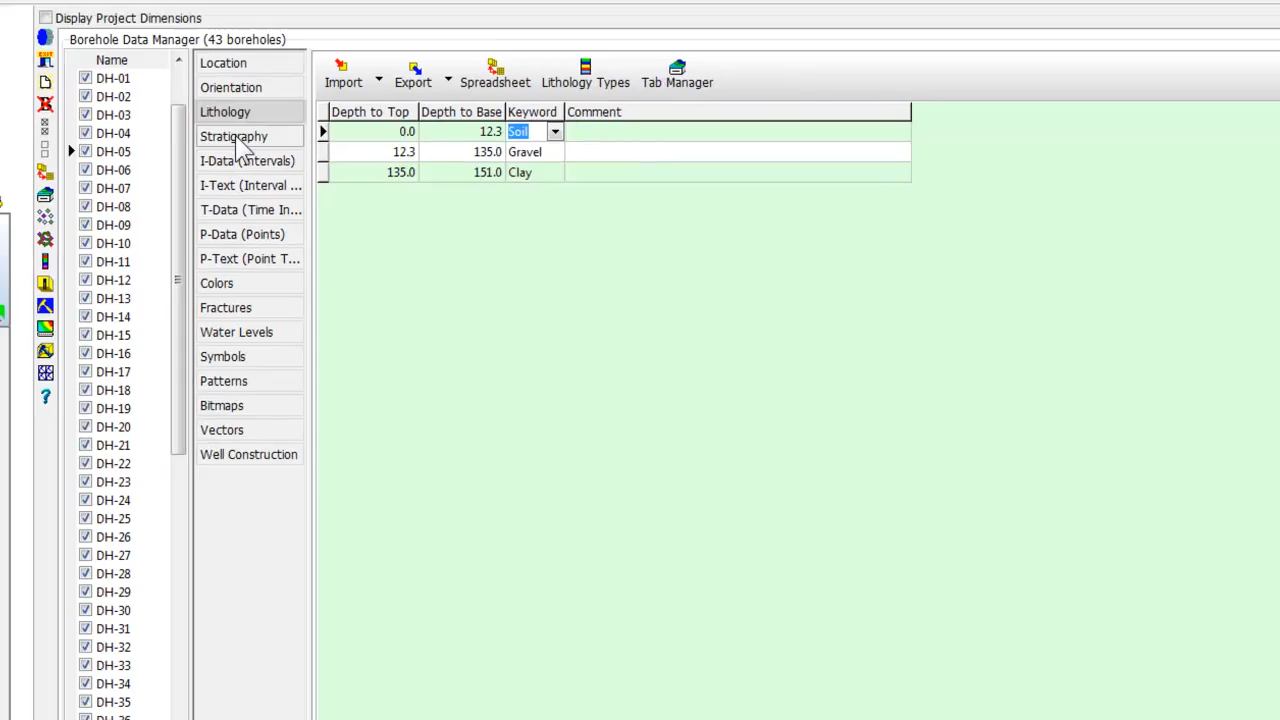 Display Project Dimensions
Borehole Data Manager (43 boreholes)
Name
DH-01
DH-02
DH-03
DH-04
DH-05
DH-06
DH-07
DH-08
DH-09
DH-10
DH-11
DH-12
DH-13
DH-14
DH-15
DH-16
DH-17
DH-18
DH-19
DH-20
DH-21
DH-22
DH-23
DH-24
DH-25
DH-26
DH-27
DH-28
DH-29
DH-30
DH-31
DH-32
DH-33
DH-34
DH-35
DH-36
Location
Orientation
Lithology
Stratigraphy
I-Data (Intervals)
I-Text (Interval ...
T-Data (Time In...
P-Data (Points)
P-Text (Point T...
Colors
Fractures
Water Levels
Symbols
Patterns
Bitmaps
Vectors
Well Construction
Import Export Spreadsheet Lithology Types Tab Manager
Depth to Top Depth to Base Keyword Comment
0.0 12.3 Soil
12.3 135.0 Gravel
135.0 151.0 Clay
EXIT
?